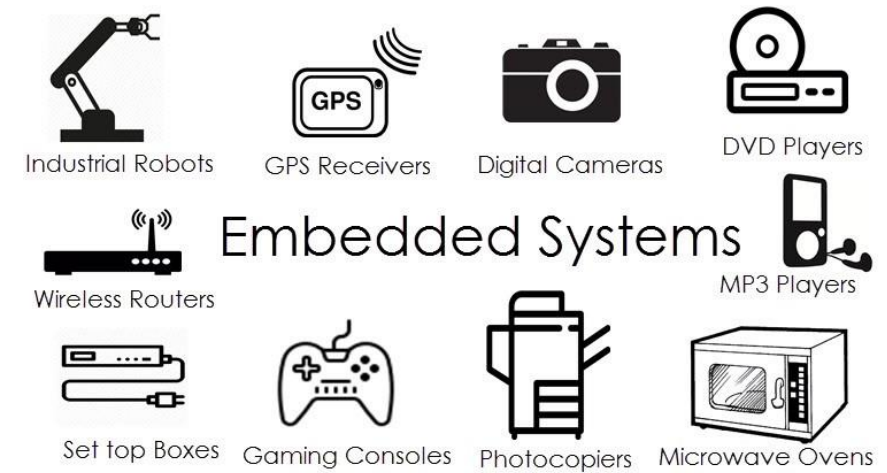 GPS
Industrial Robots
GPS Receivers
Digital Cameras
DVD Players
Embedded Systems
Wireless Routers
MP3 Players
Set top Boxes
Gaming Consoles
Photocopiers
Microwave Ovens